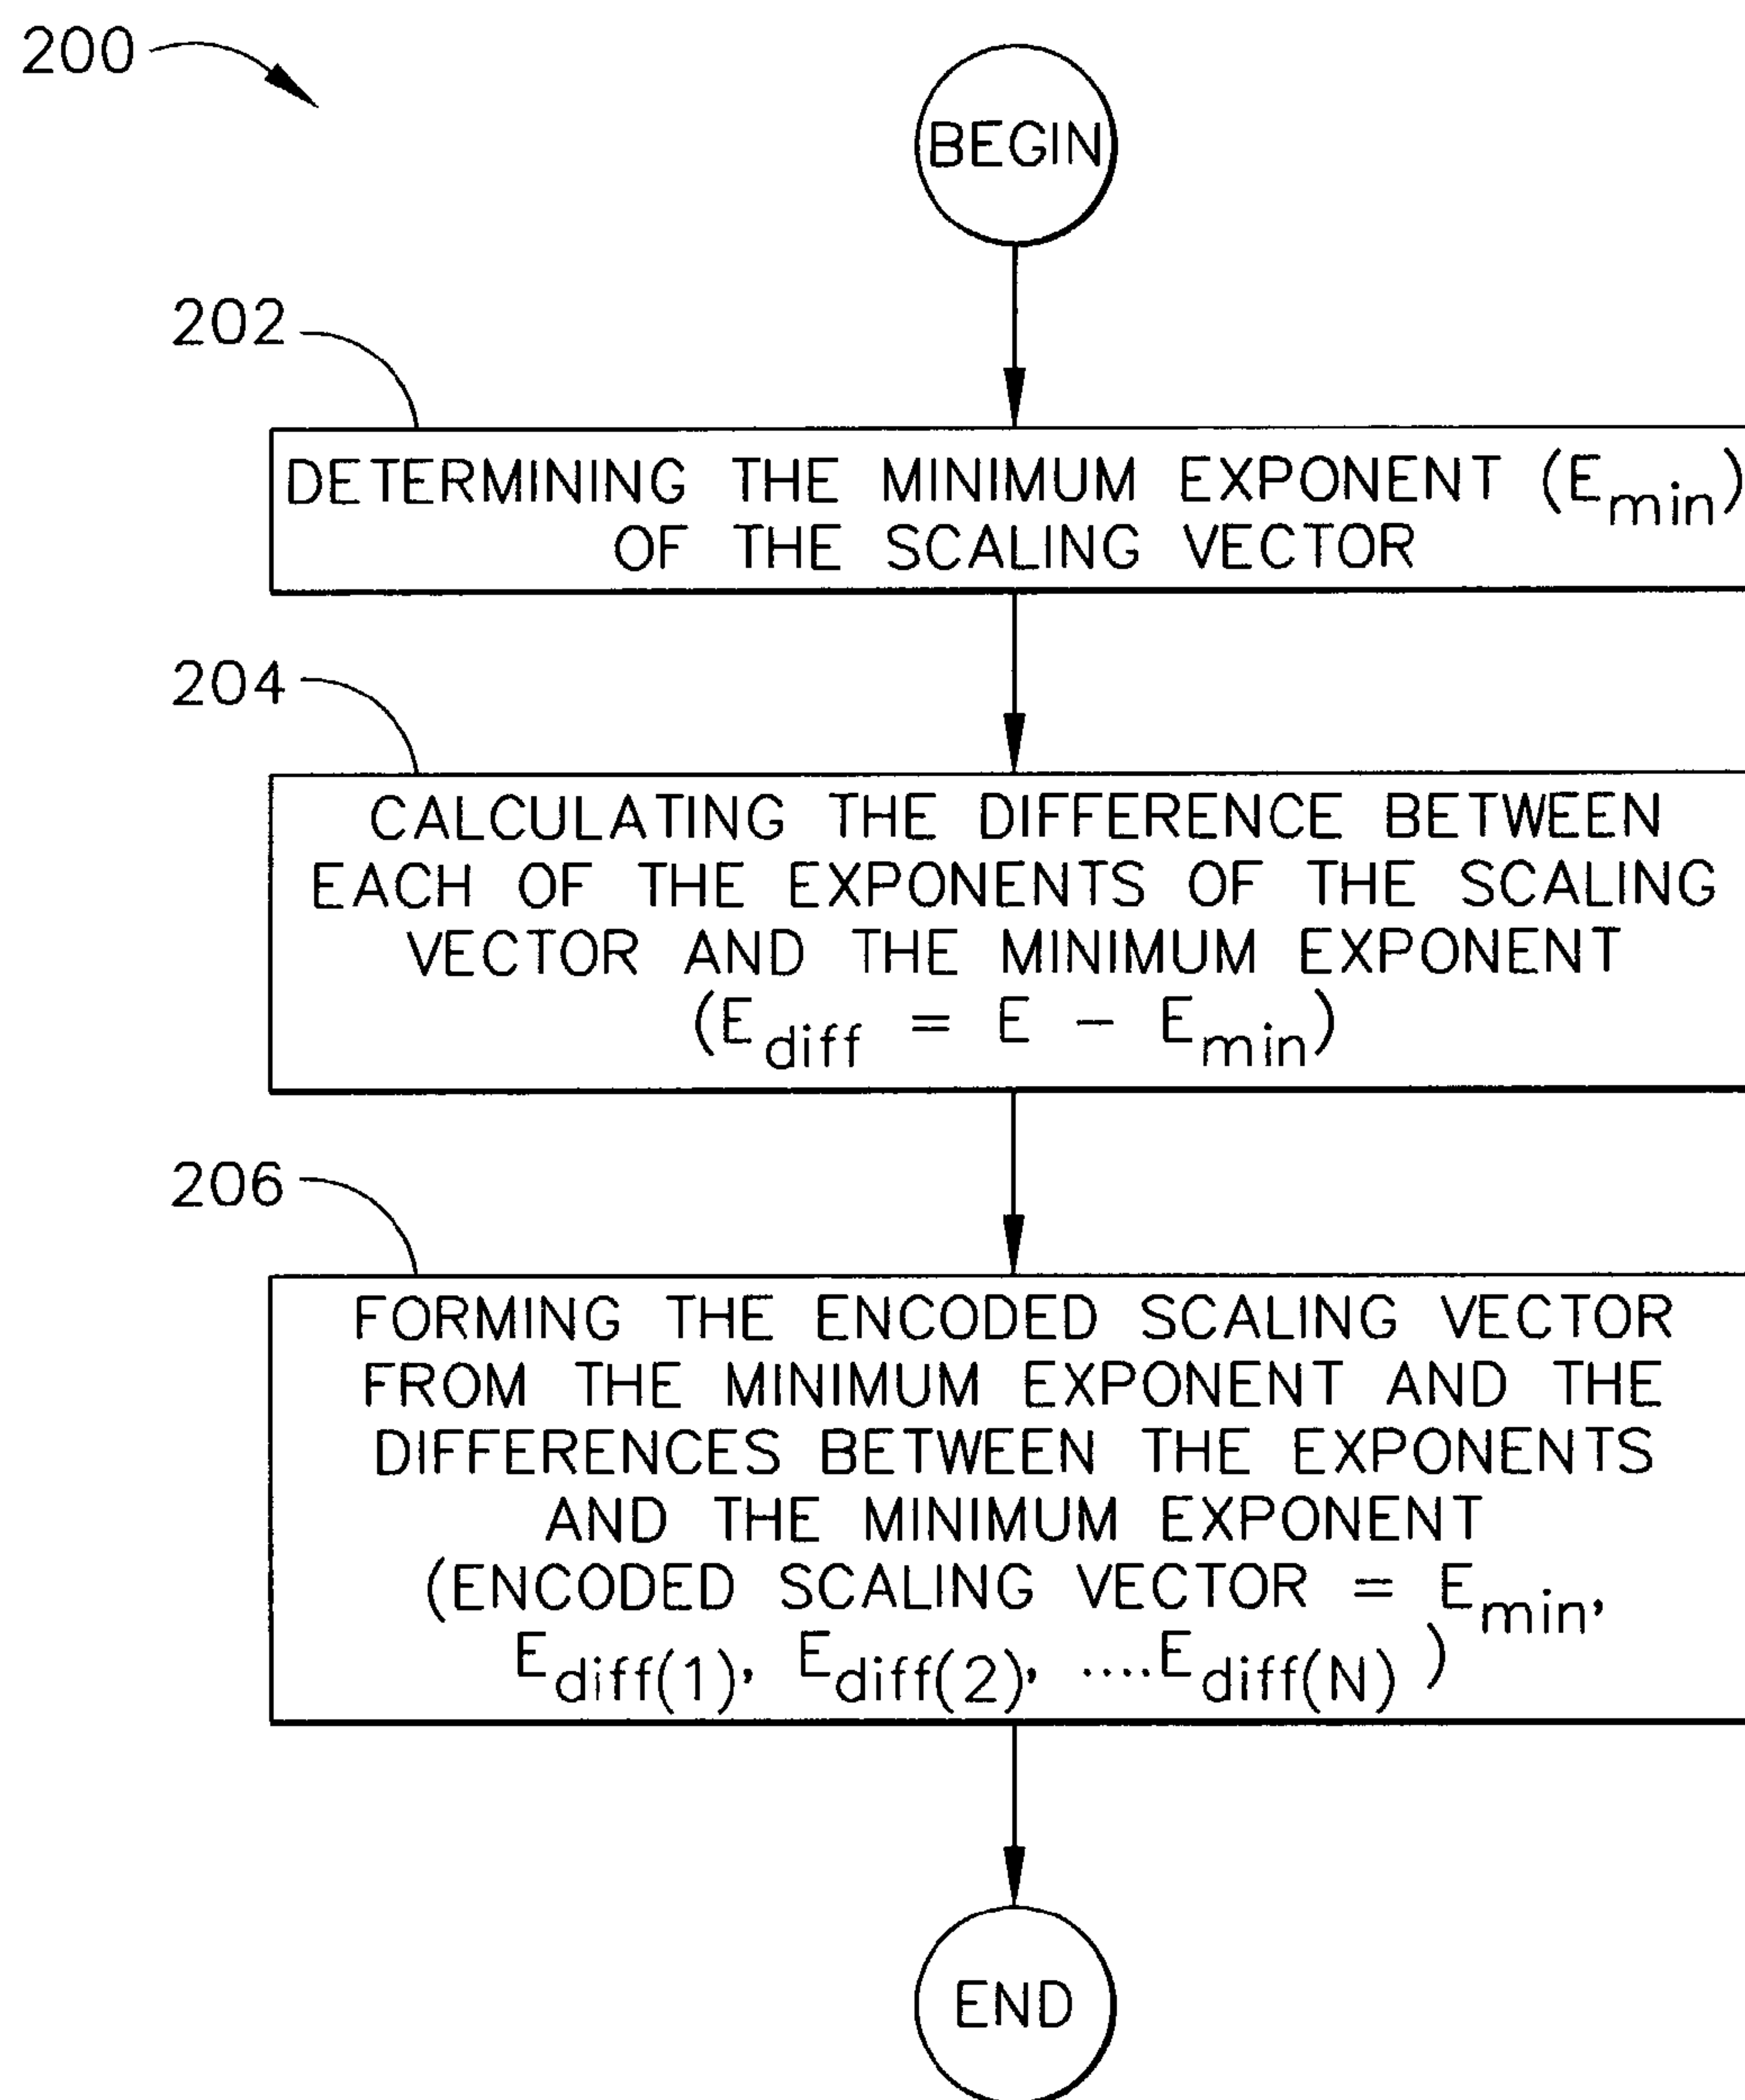 200
BEGIN
202
DETERMINING THE MINIMUM EXPONENT (Emin)
OF THE SCALING VECTOR
204
CALCULATING THE DIFFERENCE BETWEEN
EACH OF THE EXPONENTS OF THE SCALING
VECTOR AND THE MINIMUM EXPONENT
(Ediff = E – Emin)
206
FORMING THE ENCODED SCALING VECTOR
FROM THE MINIMUM EXPONENT AND THE
DIFFERENCES BETWEEN THE EXPONENTS
AND THE MINIMUM EXPONENT
(ENCODED SCALING VECTOR = Emin,
Ediff(1), Ediff(2), ....Ediff(N) )
END